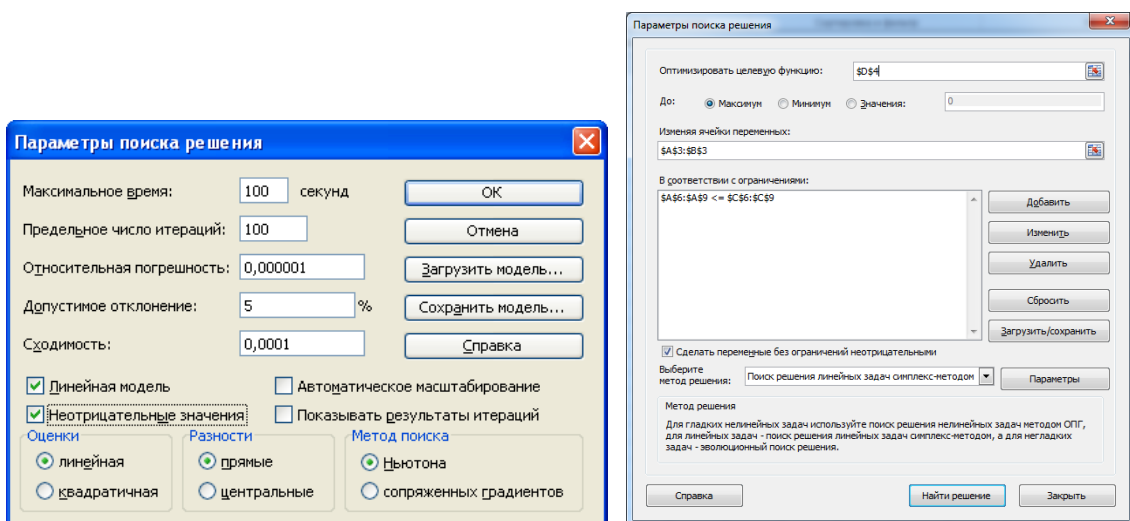 Параметры поиска решения
Максимальное время: 100 секунд ОК
Предельное число итераций: 100 Отмена
Относительная погрешность: 0,000001 Загрузить модель...
Допустимое отклонение: 5 % Сохранить модель...
Сходимость: 0,0001 Справка
Линейная модель Автоматическое масштабирование
Неотрицательные значения Показывать результаты итераций
Оценки Разности Метод поиска
линейная прямые Ньютона
квадратичная центральные сопряженных градиентов
Параметры поиска решения
Оптинизировать целевую функцию: $D$4
До: Максимум Минимум Значения: 0
Изменяя ячейки переменных:
$A$3:$B$3
В соответствии с ограничениями:
$A$6:$A$9 <= $C$6:$C$9
Добавить
Изменить
Удалить
Сбросить
Загрузить/сохранить
Сделать переменные без ограничений неотрицательными
Выберите
метод решения: Поиск решения линейных задач симплекс-методом Параметры
Метод решения
Для гладких нелинейных задач используйте поиск решения нелинейных задач методом ОПГ,
для линейных задач - поиск решения линейных задач симплекс-методом, а для негладких
задач - эволюционный поиск решения.
Справка Найти решение Закрыть